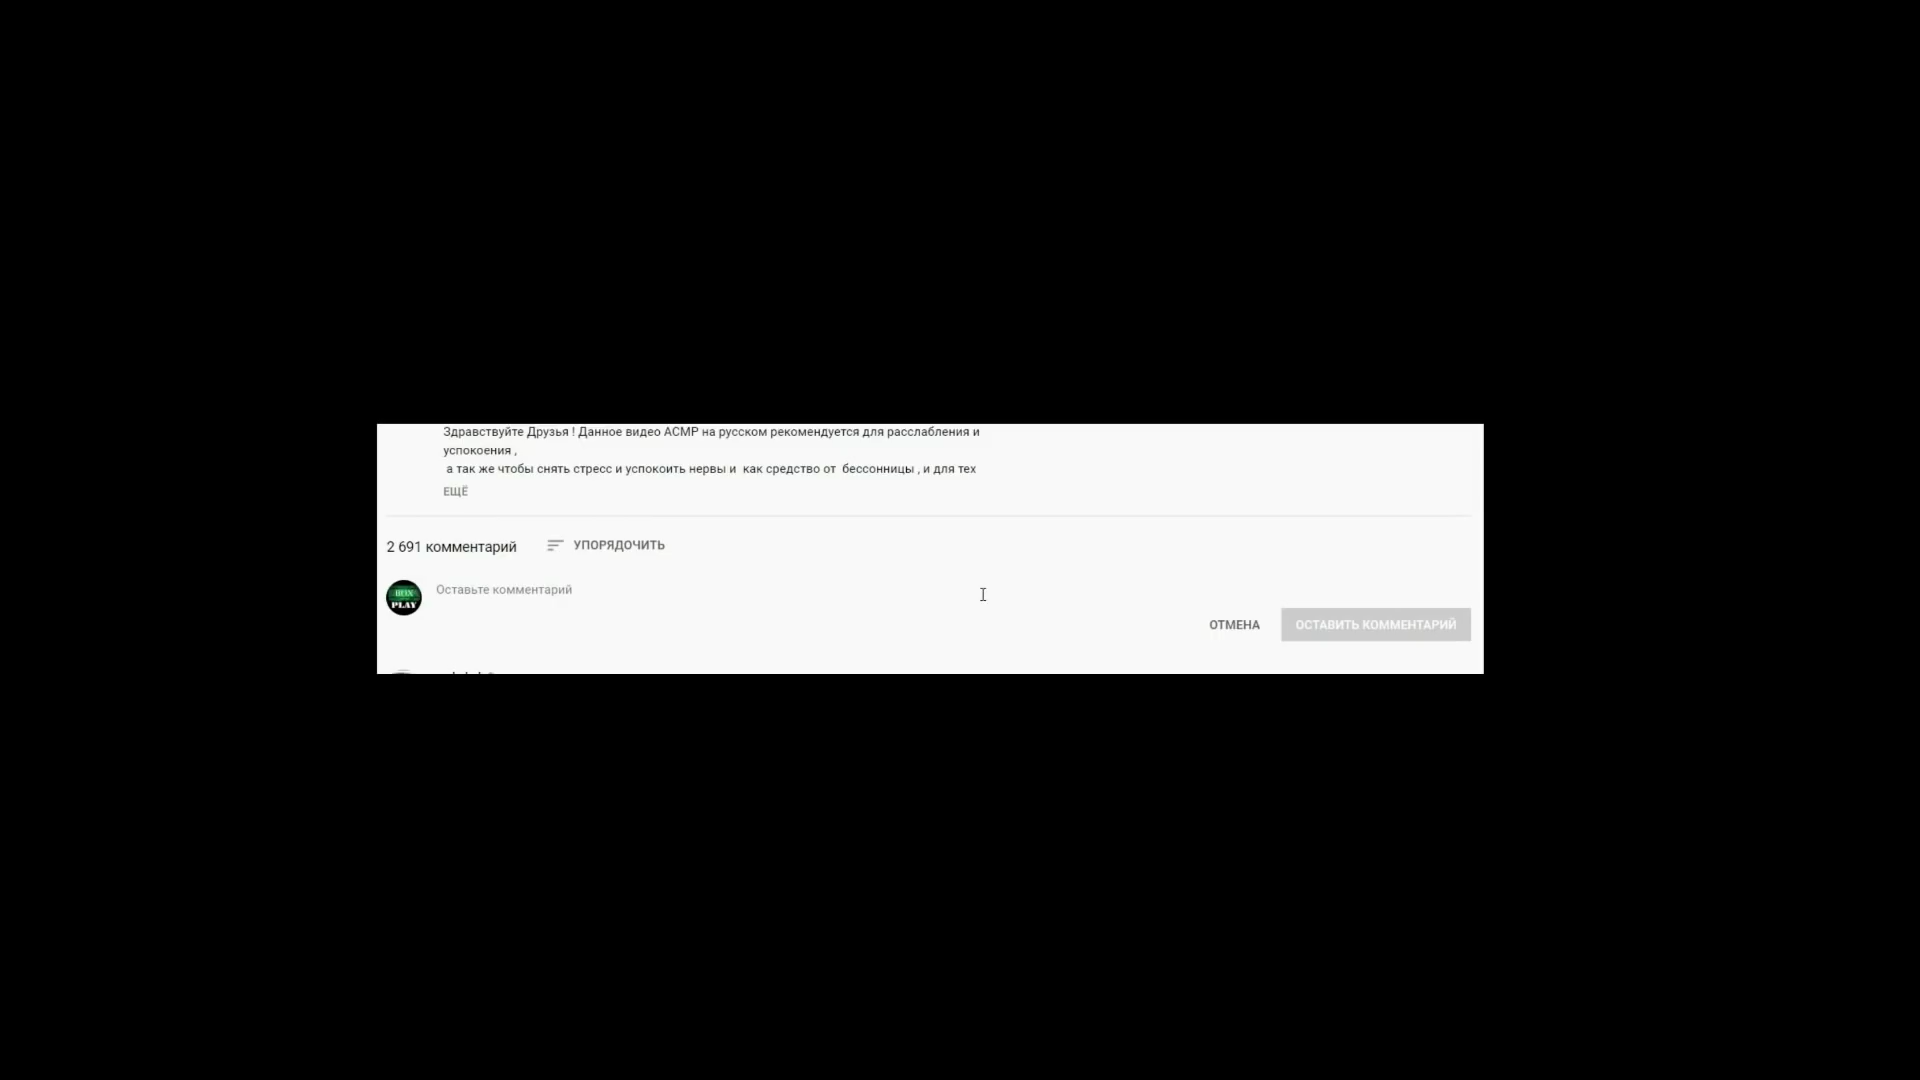 Здравствуйте Друзья ! Данное видео АСМР на русском рекомендуется для расслабления и
успокоения ,
а так же чтобы снять стресс и успокоить нервы и как средство от бессонницы , и для тех
ЕЩЁ
2 691 комментарий УПОРЯДОЧИТЬ
BOX
PLAY
Оставьте комментарий
ОТМЕНА ОСТАВИТЬ КОММЕНТАРИЙ